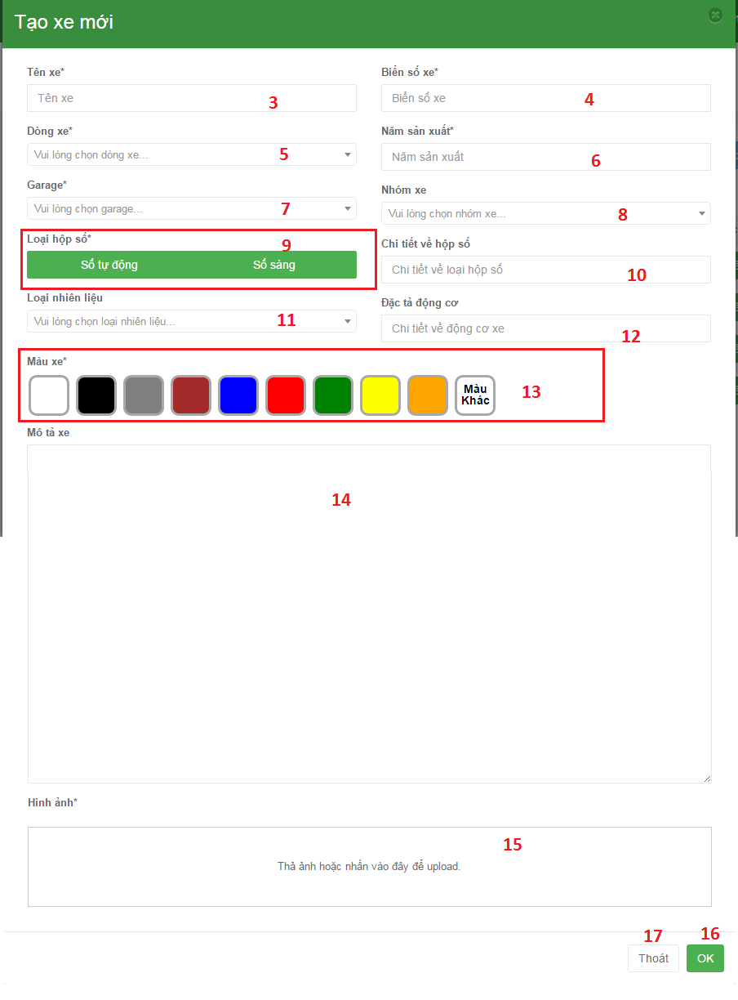 Tạo xe mới
Tên xe*
Tên xe
3
Biển số xe*
Biển số xe
4
Dòng xe*
Vui lòng chọn dòng xe...
5
Năm sản xuất*
Năm sản xuất
6
Garage*
Vui lòng chọn garage...
7
Nhóm xe
Vui lòng chọn nhóm xe...
8
Loại hộp số*
9
Số tự động
Số sàng
Chi tiết về hộp số
Chi tiết về loại hộp số
10
Loại nhiên liệu
Vui lòng chọn loại nhiên liệu...
11
Đặc tả động cơ
Chi tiết về động cơ xe
12
Màu xe*
Màu
Khác
13
Mô tả xe
14
Hình ảnh*
15
Thả ảnh hoặc nhấn vào đây để upload.
17
16
Thoát
OK